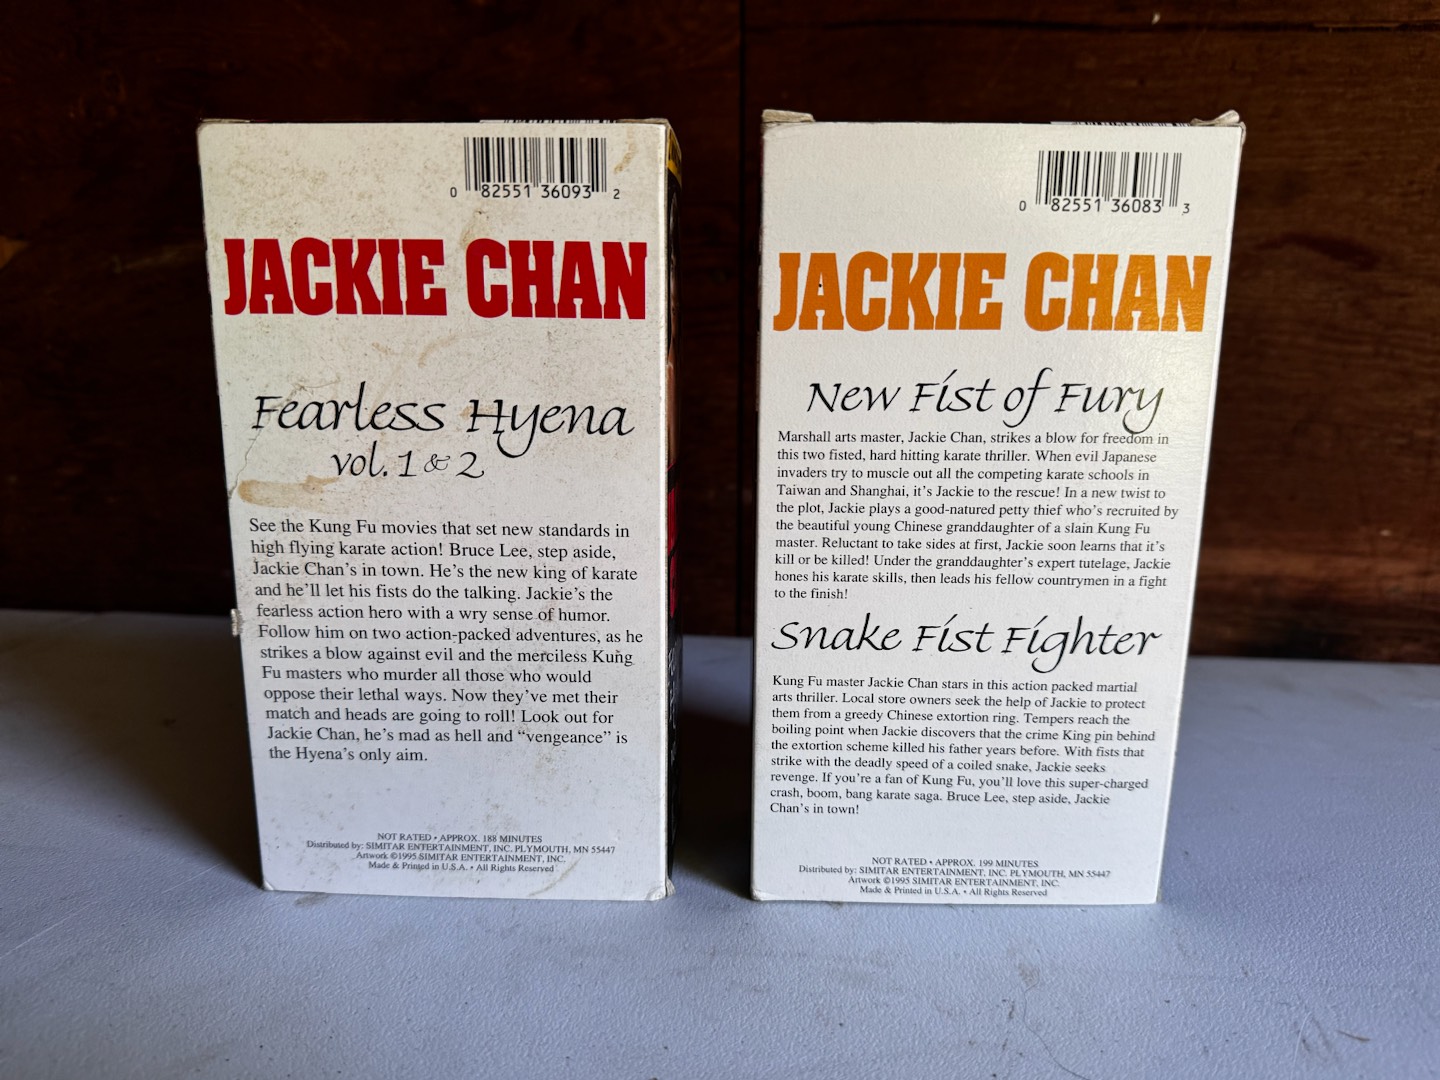 0 82551 36093 2
JACKIE CHAN
Fearless Hyena
vol. 1 & 2
See the Kung Fu movies that set new standards in
high flying karate action! Bruce Lee, step aside,
Jackie Chan's in town. He's the new king of karate
and he'll let his fists do the talking. Jackie's the
fearless action hero with a wry sense of humor.
Follow him on two action-packed adventures, as he
strikes a blow against evil and the merciless Kung
Fu masters who murder all those who would
oppose their lethal ways. Now they've met their
match and heads are going to roll! Look out for
Jackie Chan, he's mad as hell and “vengeance” is
the Hyena's only aim.
NOT RATED • APPROX. 188 MINUTES
Distributed by: SIMITAR ENTERTAINMENT, INC. PLYMOUTH, MN 55447
Artwork ©1995 SIMITAR ENTERTAINMENT, INC.
Made & Printed in U.S.A. • All Rights Reserved
0 82551 36083 3
JACKIE CHAN
New Fist of Fury
Marshall arts master, Jackie Chan, strikes a blow for freedom in
this two fisted, hard hitting karate thriller. When evil Japanese
invaders try to muscle out all the competing karate schools in
Taiwan and Shanghai, it's Jackie to the rescue! In a new twist to
the plot, Jackie plays a good-natured petty thief who's recruited by
the beautiful young Chinese granddaughter of a slain Kung Fu
master. Reluctant to take sides at first, Jackie soon learns that it's
kill or be killed! Under the granddaughter's expert tutelage, Jackie
hones his karate skills, then leads his fellow countrymen in a fight
to the finish!
Snake Fist Fighter
Kung Fu master Jackie Chan stars in this action packed martial
arts thriller. Local store owners seek the help of Jackie to protect
them from a greedy Chinese extortion ring. Tempers reach the
boiling point when Jackie discovers that the crime King pin behind
the extortion scheme killed his father years before. With fists that
strike with the deadly speed of a coiled snake, Jackie seeks
revenge. If you're a fan of Kung Fu, you'll love this super-charged
crash, boom, bang karate saga. Bruce Lee, step aside, Jackie
Chan's in town!
NOT RATED • APPROX. 199 MINUTES
Distributed by: SIMITAR ENTERTAINMENT, INC. PLYMOUTH, MN 55447
Artwork ©1995 SIMITAR ENTERTAINMENT, INC.
Made & Printed in U.S.A. • All Rights Reserved